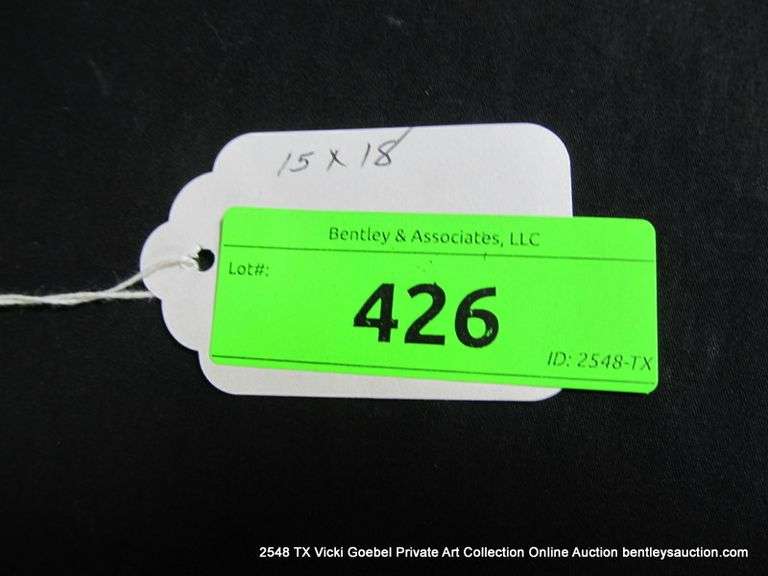 15 x 18
Bentley & Associates, LLC
Lot#:
426
ID: 2548-TX
2548 TX Vicki Goebel Private Art Collection Online Auction bentleysauction.com